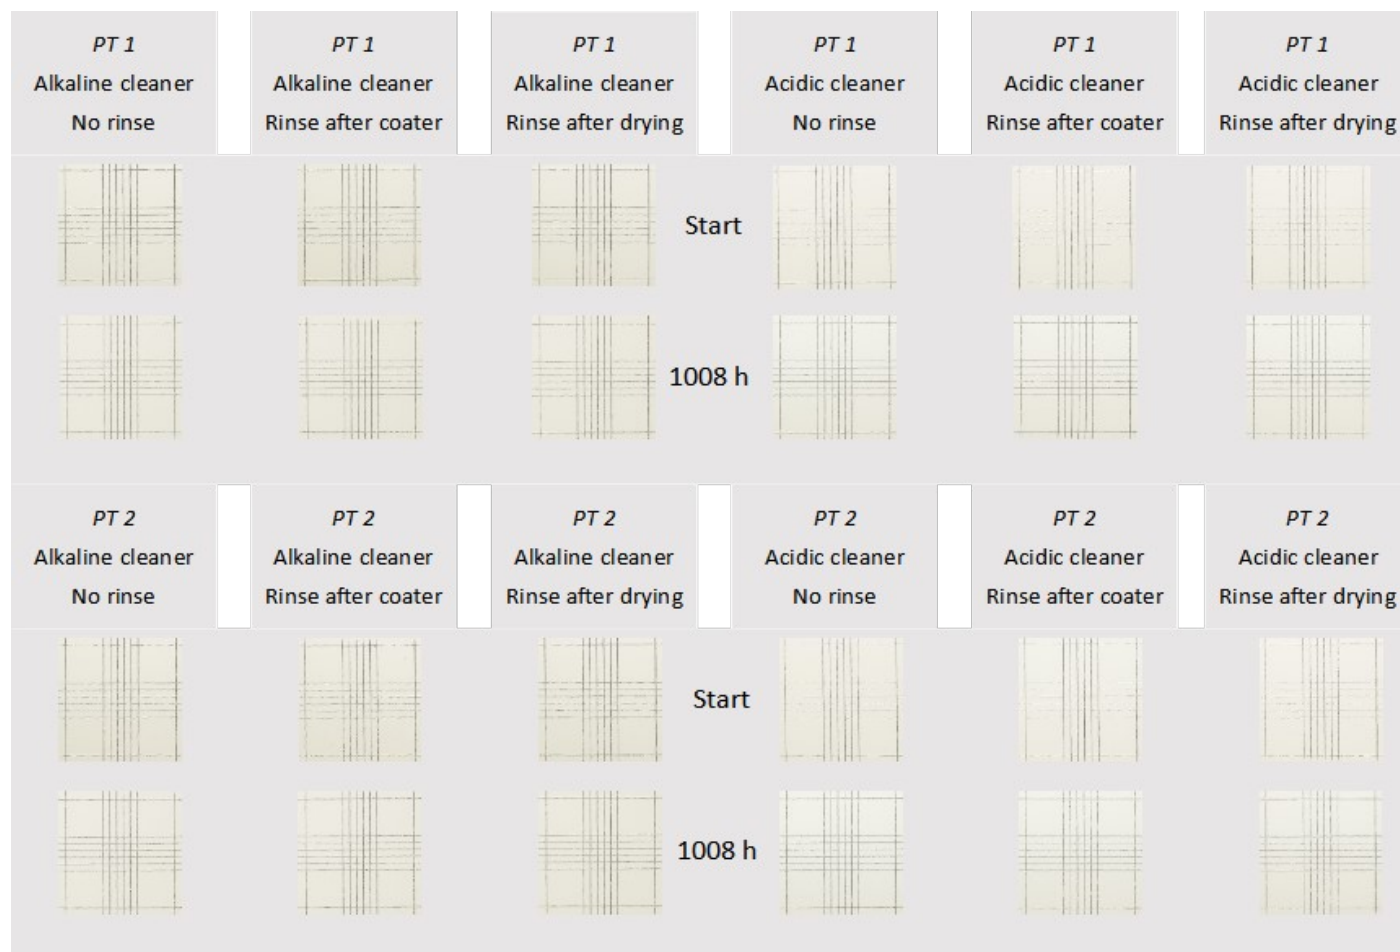 PT 1
Alkaline cleaner
No rinse
PT 1
Alkaline cleaner
Rinse after coater
PT 1
Alkaline cleaner
Rinse after drying
PT 1
Acidic cleaner
No rinse
PT 1
Acidic cleaner
Rinse after coater
PT 1
Acidic cleaner
Rinse after drying
Start
1008 h
PT 2
Alkaline cleaner
No rinse
PT 2
Alkaline cleaner
Rinse after coater
PT 2
Alkaline cleaner
Rinse after drying
PT 2
Acidic cleaner
No rinse
PT 2
Acidic cleaner
Rinse after coater
PT 2
Acidic cleaner
Rinse after drying
Start
1008 h